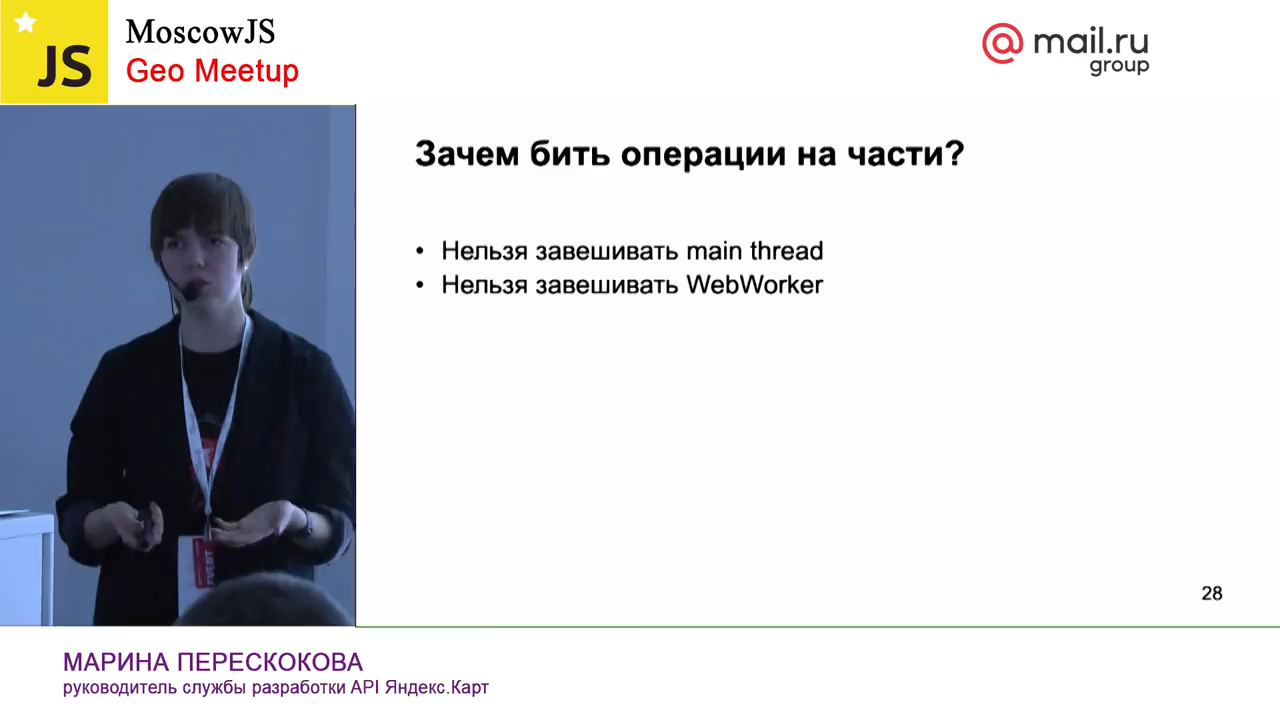 JS
MoscowJS
Geo Meetup
@mail.ru
group
Зачем бить операции на части?
• Нельзя завешивать main thread
• Нельзя завешивать WebWorker
28
EVENT
МАРИНА ПЕРЕСКОКОВА
руководитель службы разработки API Яндекс.Карт